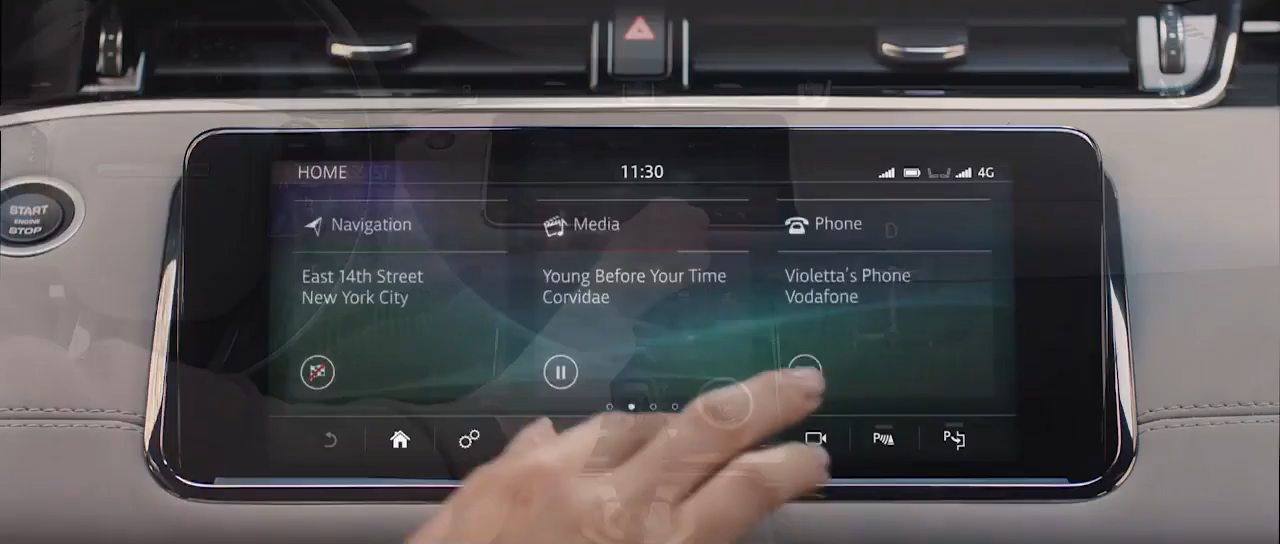 HOME
11:30
4G
START
ENGINE
STOP
Navigation
Media
Phone
East 14th Street
New York City
Young Before Your Time
Corvidae
Violetta's Phone
Vodafone